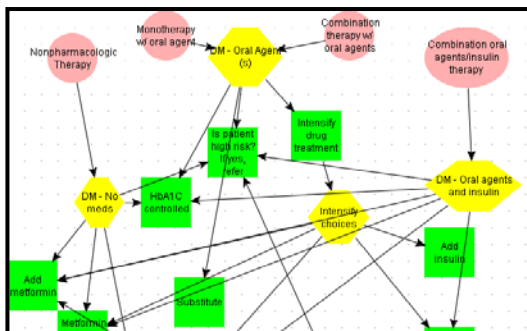 Monotherapy
w/ oral agent
Combination
therapy w/
oral agents
Nonpharmacologic
Therapy
DM - Oral Agent
(s)
Combination oral
agents/insulin
therapy
Is patient
high risk?
If yes,
refer
Intensify
drug
treatment
DM - No
meds
HbA1C
controlled
DM - Oral agents
and insulin
Intensify
choices
Add
insulin
Add
metformin
Substitute
Metformin